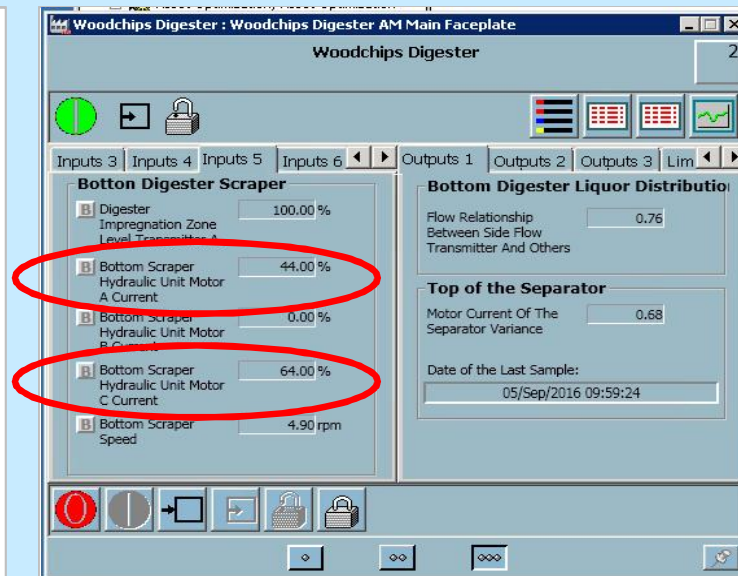 Woodchips Digester : Woodchips Digester AM Main Faceplate
Woodchips Digester
2
Inputs 3 Inputs 4 Inputs 5 Inputs 6
Outputs 1 Outputs 2 Outputs 3 Lim
Botton Digester Scraper
B Digester
Impregnation Zone
Level Transmitter A
100.00 %
B Bottom Scraper
Hydraulic Unit Motor
A Current
44.00 %
B Bottom Scraper
Hydraulic Unit Motor
B Current
0.00 %
B Bottom Scraper
Hydraulic Unit Motor
C Current
64.00 %
B Bottom Scraper
Speed
4.90 rpm
Bottom Digester Liquor Distributio
Flow Relationship
Between Side Flow
Transmitter And Others
0.76
Top of the Separator
Motor Current Of The
Separator Variance
0.68
Date of the Last Sample:
05/Sep/2016 09:59:24